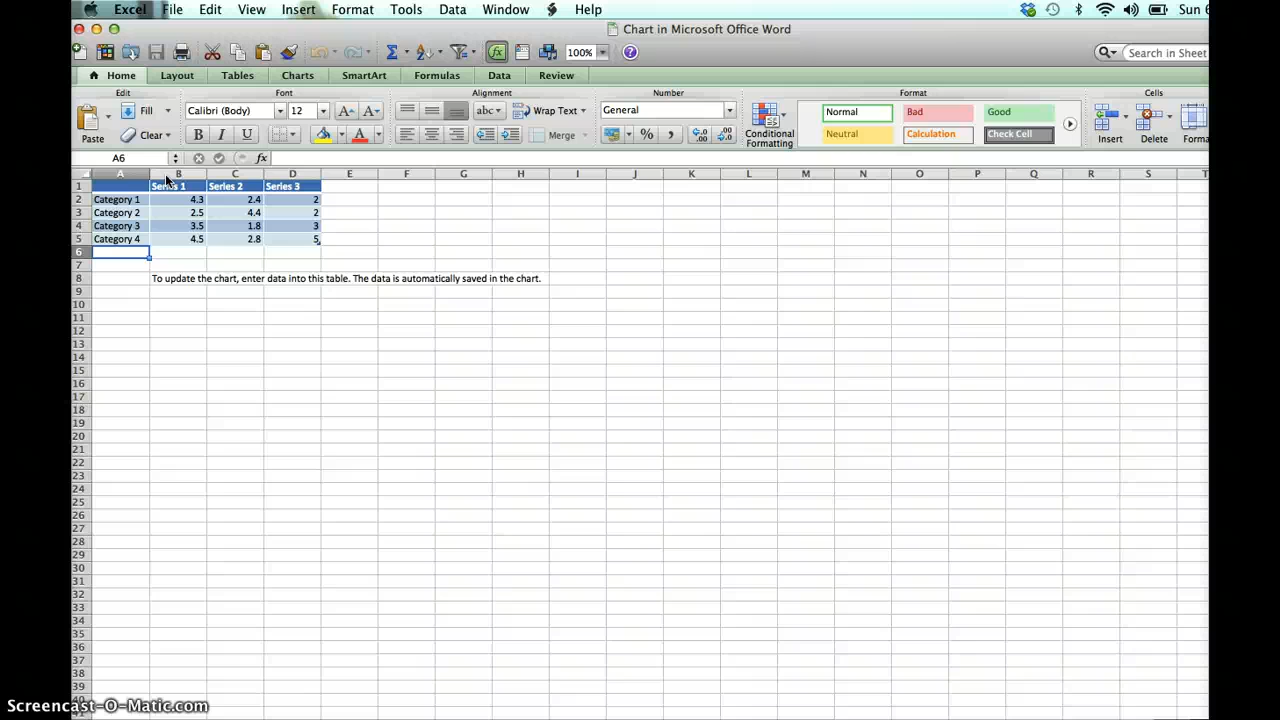 Excel File Edit View Insert Format Tools Data Window Help Sun 6
Chart in Microsoft Office Word
100% Search in Sheet
Home Layout Tables Charts SmartArt Formulas Data Review
Edit Font Alignment Number Format Cells
Fill Calibri (Body) 12 abc Wrap Text General Normal Bad Good
Paste Clear B I U A Merge % Conditional Formatting Neutral Calculation Check Cell Insert Delete Forma
A6 fx
A B C D E F G H I J K L M N O P Q R S T
1 Series 1 Series 2 Series 3
2 Category 1 4.3 2.4 2
3 Category 2 2.5 4.4 2
4 Category 3 3.5 1.8 3
5 Category 4 4.5 2.8 5
6
7
8 To update the chart, enter data into this table. The data is automatically saved in the chart.
9
10
11
12
13
14
15
16
17
18
19
20
21
22
23
24
25
26
27
28
29
30
31
32
33
34
35
36
37
38
39
40
Screencast-O-Matic.com